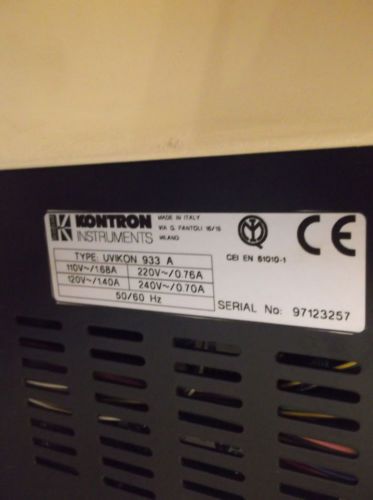 KONTRON
INSTRUMENTS
MADE IN ITALY
VIA G. FANTOLI 16/15
MILANO
CE
CEI EN 61010-1
TYPE: UVIKON 933 A
110V~/1.68A 220V~/0.76A
120V~/1.40A 240V~/0.70A
50/60 Hz
SERIAL No: 97123257